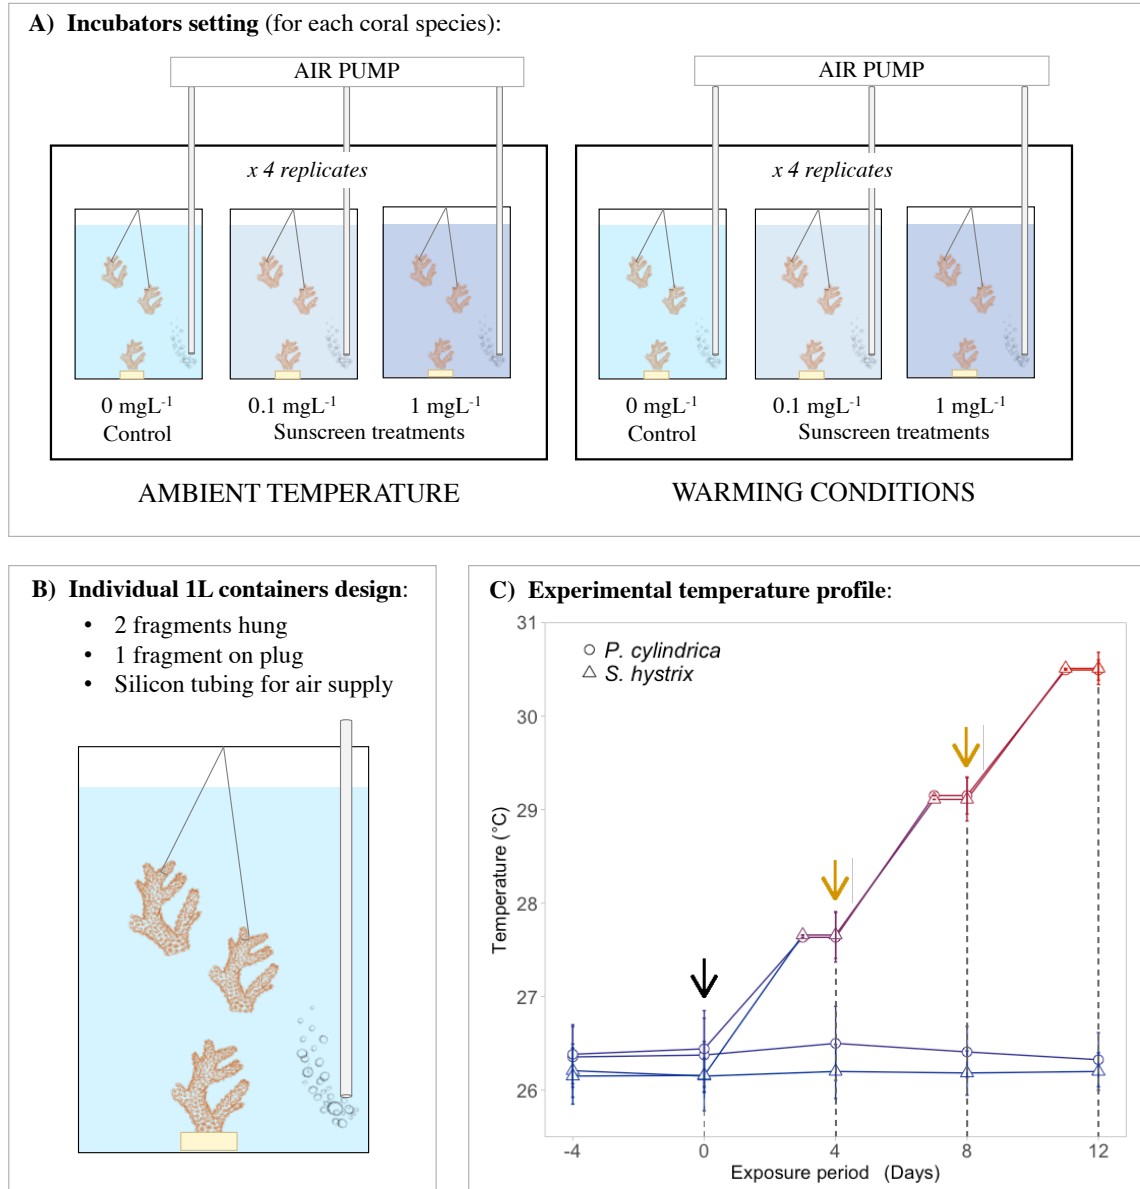 A) Incubators setting (for each coral species):
AIR PUMP
AIR PUMP
x 4 replicates
x 4 replicates
0 mgL-1
0.1 mgL-1
1 mgL-1
Control
Sunscreen treatments
0 mgL-1
0.1 mgL-1
1 mgL-1
Control
Sunscreen treatments
AMBIENT TEMPERATURE
WARMING CONDITIONS
B) Individual 1L containers design:
• 2 fragments hung
• 1 fragment on plug
• Silicon tubing for air supply
C) Experimental temperature profile:
P. cylindrica
S. hystrix
Temperature (°C)
31
30
29
28
27
26
-4
0
4
8
12
Exposure period (Days)